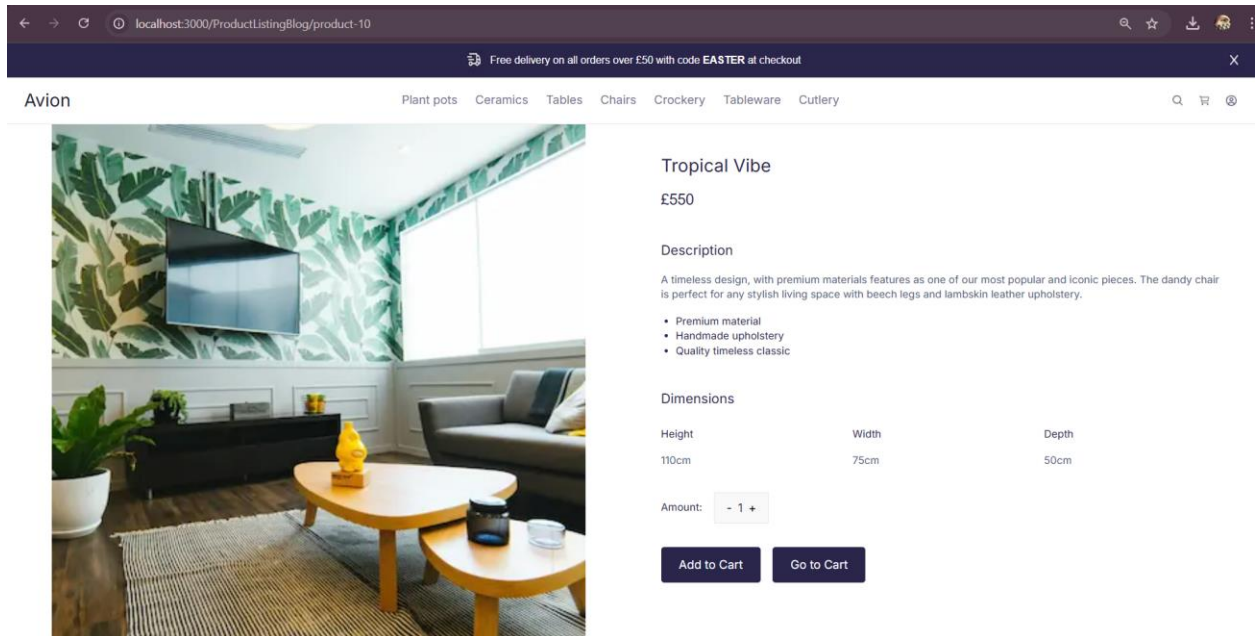 localhost:3000/ProductListingBlog/product-10
Free delivery on all orders over £50 with code EASTER at checkout X
Avion Plant pots Ceramics Tables Chairs Crockery Tableware Cutlery
Tropical Vibe
£550
Description
A timeless design, with premium materials features as one of our most popular and iconic pieces. The dandy chair
is perfect for any stylish living space with beech legs and lambskin leather upholstery.
• Premium material
• Handmade upholstery
• Quality timeless classic
Dimensions
Height Width Depth
110cm 75cm 50cm
Amount: - 1 +
Add to Cart Go to Cart